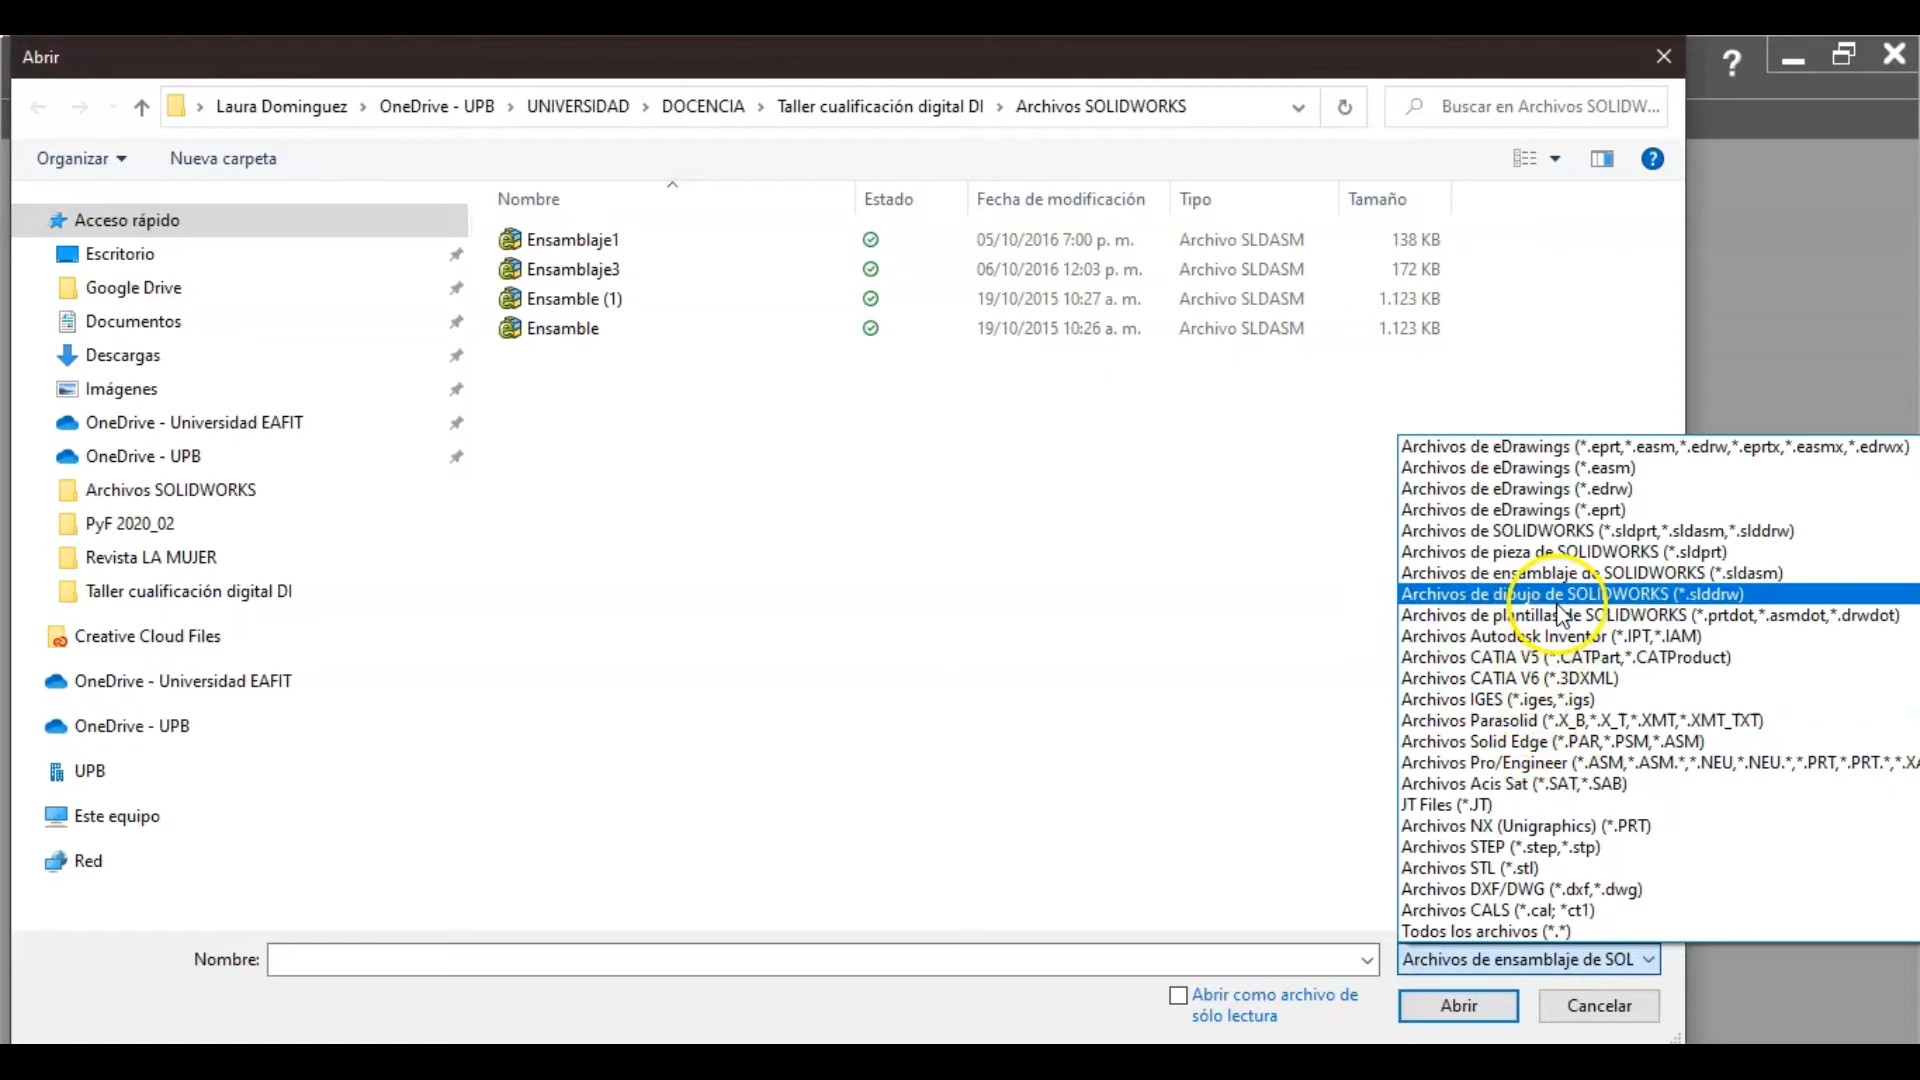 Abrir
Laura Dominguez > OneDrive - UPB > UNIVERSIDAD > DOCENCIA > Taller cualificación digital DI > Archivos SOLIDWORKS
Buscar en Archivos SOLIDW...
Organizar
Nueva carpeta
Nombre Estado Fecha de modificación Tipo Tamaño
Ensamblaje1 05/10/2016 7:00 p. m. Archivo SLDASM 138 KB
Ensamblaje3 06/10/2016 12:03 p. m. Archivo SLDASM 172 KB
Ensamble (1) 19/10/2015 10:27 a. m. Archivo SLDASM 1.123 KB
Ensamble 19/10/2015 10:26 a. m. Archivo SLDASM 1.123 KB
Acceso rápido
Escritorio
Google Drive
Documentos
Descargas
Imágenes
OneDrive - Universidad EAFIT
OneDrive - UPB
Archivos SOLIDWORKS
PyF 2020_02
Revista LA MUJER
Taller cualificación digital DI
Creative Cloud Files
OneDrive - Universidad EAFIT
OneDrive - UPB
UPB
Este equipo
Red
Archivos de eDrawings (*.eprt,*.easm,*.edrw,*.eprtx,*.easmx,*.edrwx)
Archivos de eDrawings (*.easm)
Archivos de eDrawings (*.edrw)
Archivos de eDrawings (*.eprt)
Archivos de SOLIDWORKS (*.sldprt,*.sldasm,*.slddrw)
Archivos de pieza de SOLIDWORKS (*.sldprt)
Archivos de ensamblaje de SOLIDWORKS (*.sldasm)
Archivos de dibujo de SOLIDWORKS (*.slddrw)
Archivos de plantillas de SOLIDWORKS (*.prtdot,*.asmdot,*.drwdot)
Archivos Autodesk Inventor (*.IPT,*.IAM)
Archivos CATIA V5 (*.CATPart,*.CATProduct)
Archivos CATIA V6 (*.3DXML)
Archivos IGES (*.iges,*.igs)
Archivos Parasolid (*.X_B,*.X_T,*.XMT,*.XMT_TXT)
Archivos Solid Edge (*.PAR,*.PSM,*.ASM)
Archivos Pro/Engineer (*.ASM,*.ASM.*,*.NEU,*.NEU.*,*.PRT,*.PRT.*,*.XA
Archivos Acis Sat (*.SAT,*.SAB)
JT Files (*.JT)
Archivos NX (Unigraphics) (*.PRT)
Archivos STEP (*.step,*.stp)
Archivos STL (*.stl)
Archivos DXF/DWG (*.dxf,*.dwg)
Archivos CALS (*.cal; *ct1)
Todos los archivos (*.*)
Nombre:
Archivos de ensamblaje de SOL
Abrir como archivo de
sólo lectura
Abrir
Cancelar